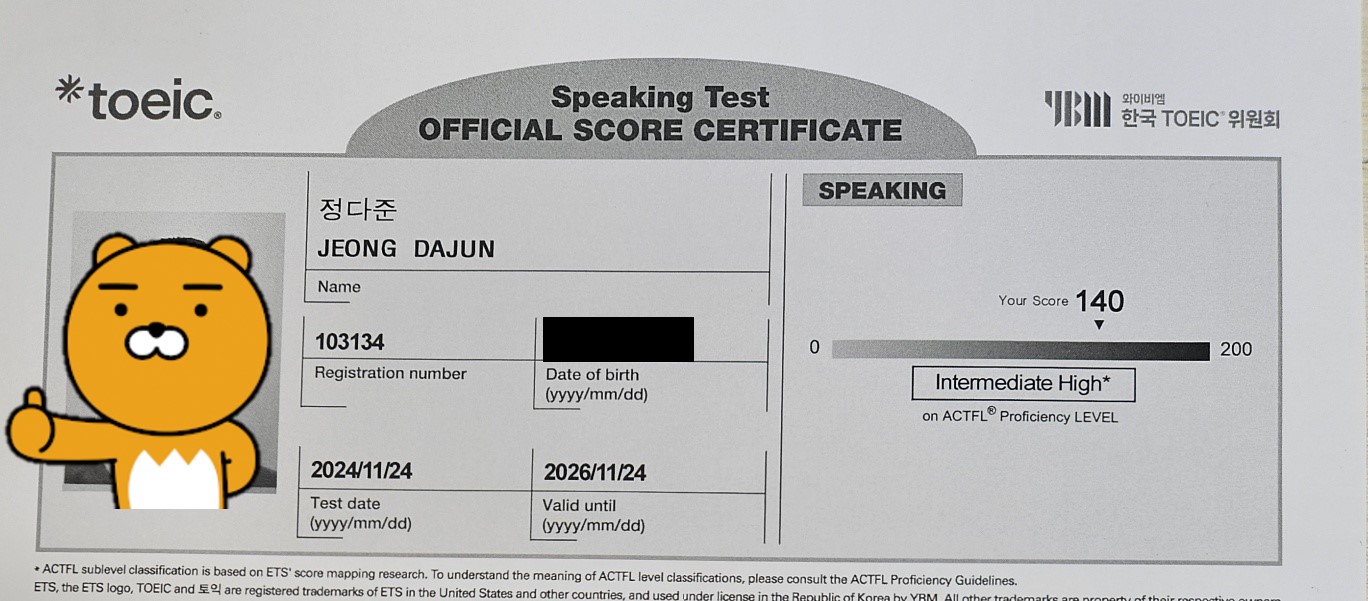 *toeic®
Speaking Test
OFFICIAL SCORE CERTIFICATE
YBM 와이비엠
한국 TOEIC® 위원회
정다준
JEONG DAJUN
Name
103134
Registration number
Date of birth
(yyyy/mm/dd)
2024/11/24
Test date
(yyyy/mm/dd)
2026/11/24
Valid until
(yyyy/mm/dd)
SPEAKING
Your Score 140
0
200
Intermediate High*
on ACTFL® Proficiency LEVEL
* ACTFL sublevel classification is based on ETS' score mapping research. To understand the meaning of ACTFL level classifications, please consult the ACTFL Proficiency Guidelines.
ETS, the ETS logo, TOEIC and 토익 are registered trademarks of ETS in the United States and other countries, and used under license in the Republic of Korea by YBM. All other trademarks are property of their respective owners